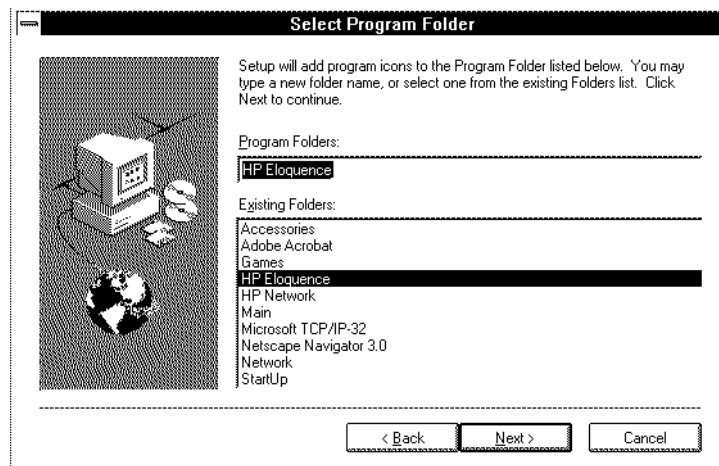 Select Program Folder
Setup will add program icons to the Program Folder listed below. You may
type a new folder name, or select one from the existing Folders list. Click
Next to continue.
Program Folders:
HP Eloquence
Existing Folders:
Accessories
Adobe Acrobat
Games
HP Eloquence
HP Network
Main
Microsoft TCP/IP-32
Netscape Navigator 3.0
Network
StartUp
< Back
Next >
Cancel